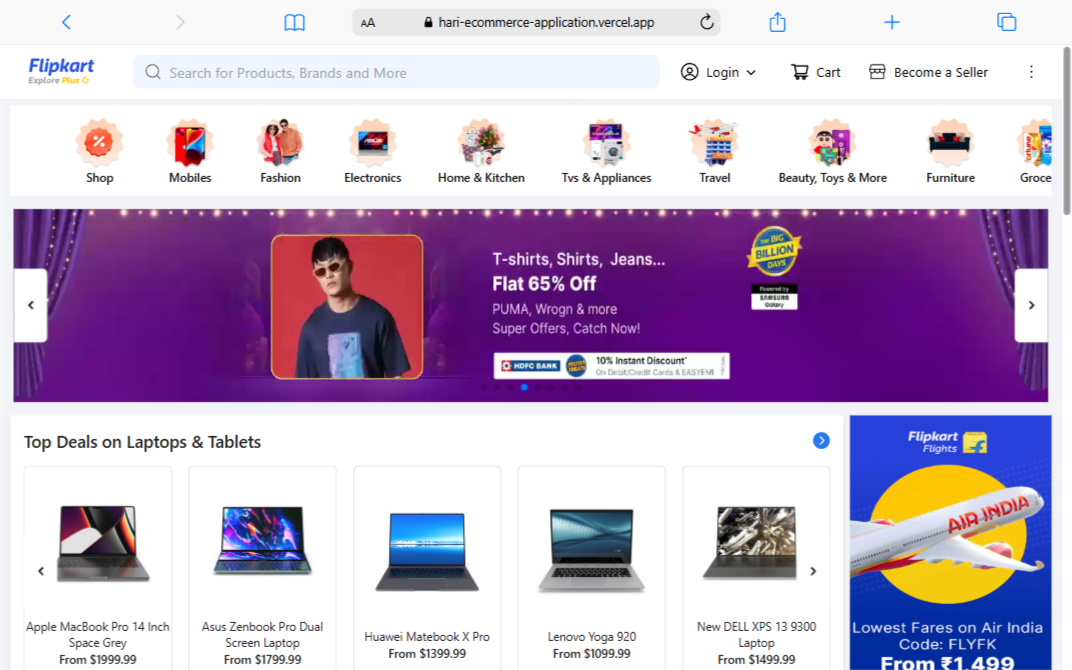 AA hari-ecommerce-application.vercel.app
Flipkart
Explore Plus
Search for Products, Brands and More
Login
Cart
Become a Seller
Shop
Mobiles
Fashion
Electronics
Home & Kitchen
Tvs & Appliances
Travel
Beauty, Toys & More
Furniture
Groce
T-shirts, Shirts, Jeans...
Flat 65% Off
PUMA, Wrogn & more
Super Offers, Catch Now!
THE BIG
BILLION
DAYS
Powered by
SAMSUNG
Galaxy
HDFC BANK
10% Instant Discount*
On Debit/Credit Cards & EASYEMI
Top Deals on Laptops & Tablets
Apple MacBook Pro 14 Inch
Space Grey
From $1999.99
Asus Zenbook Pro Dual
Screen Laptop
From $1799.99
Huawei Matebook X Pro
From $1399.99
Lenovo Yoga 920
From $1099.99
New DELL XPS 13 9300
Laptop
From $1499.99
Flipkart
Flights
AIR INDIA
Lowest Fares on Air India
Code: FLYFK
From ₹1,499